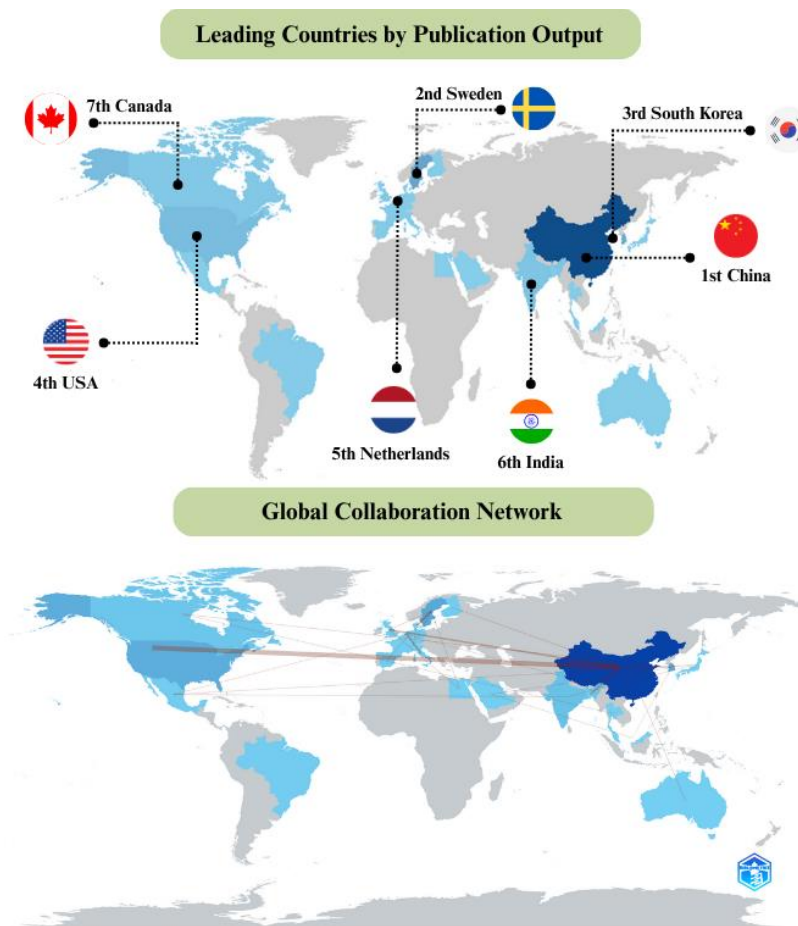 Leading Countries by Publication Output
7th Canada
2nd Sweden
3rd South Korea
1st China
4th USA
5th Netherlands
6th India
Global Collaboration Network